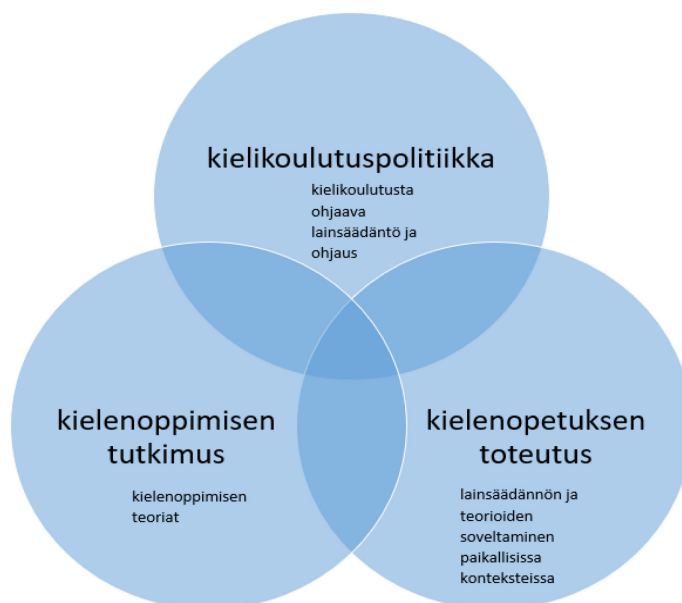 kielikoulutuspolitiikka
kielikoulutusta
ohjaava
lainsäädäntö ja
ohjaus
kielenoppimisen
tutkimus
kielenoppimisen
teoriat
kielenopetuksen
toteutus
lainsäädännön ja
teorioiden
soveltaminen
paikallisissa
konteksteissa